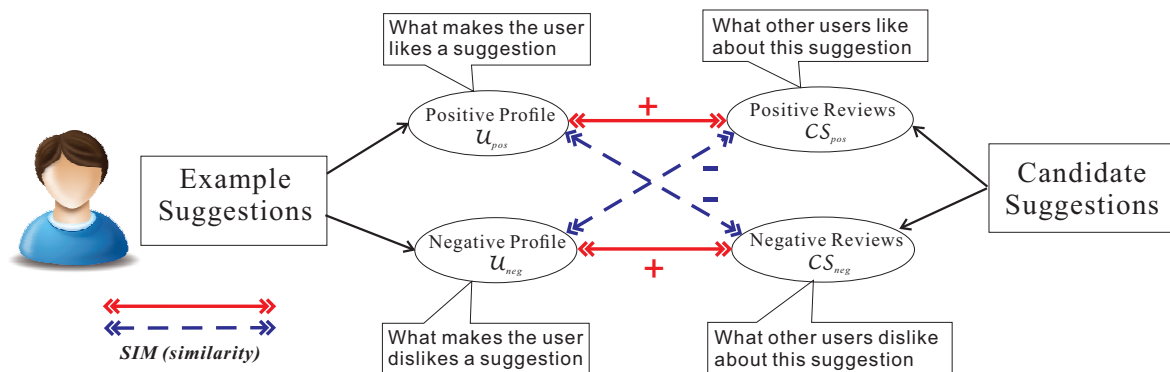 What makes the user
likes a suggestion
What other users like
about this suggestion
Positive Profile
U_pos
+
Positive Reviews
CS_pos
Example
Suggestions
-
-
Candidate
Suggestions
Negative Profile
U_neg
+
Negative Reviews
CS_neg
SIM (similarity)
What makes the user
dislikes a suggestion
What other users dislike
about this suggestion